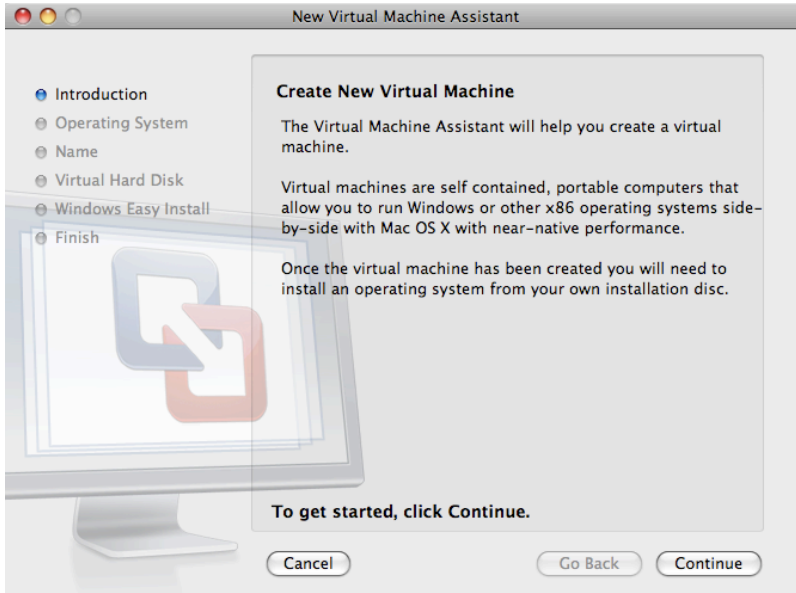 New Virtual Machine Assistant
Introduction
Operating System
Name
Virtual Hard Disk
Windows Easy Install
Finish
Create New Virtual Machine
The Virtual Machine Assistant will help you create a virtual
machine.
Virtual machines are self contained, portable computers that
allow you to run Windows or other x86 operating systems side-
by-side with Mac OS X with near-native performance.
Once the virtual machine has been created you will need to
install an operating system from your own installation disc.
To get started, click Continue.
Cancel
Go Back
Continue